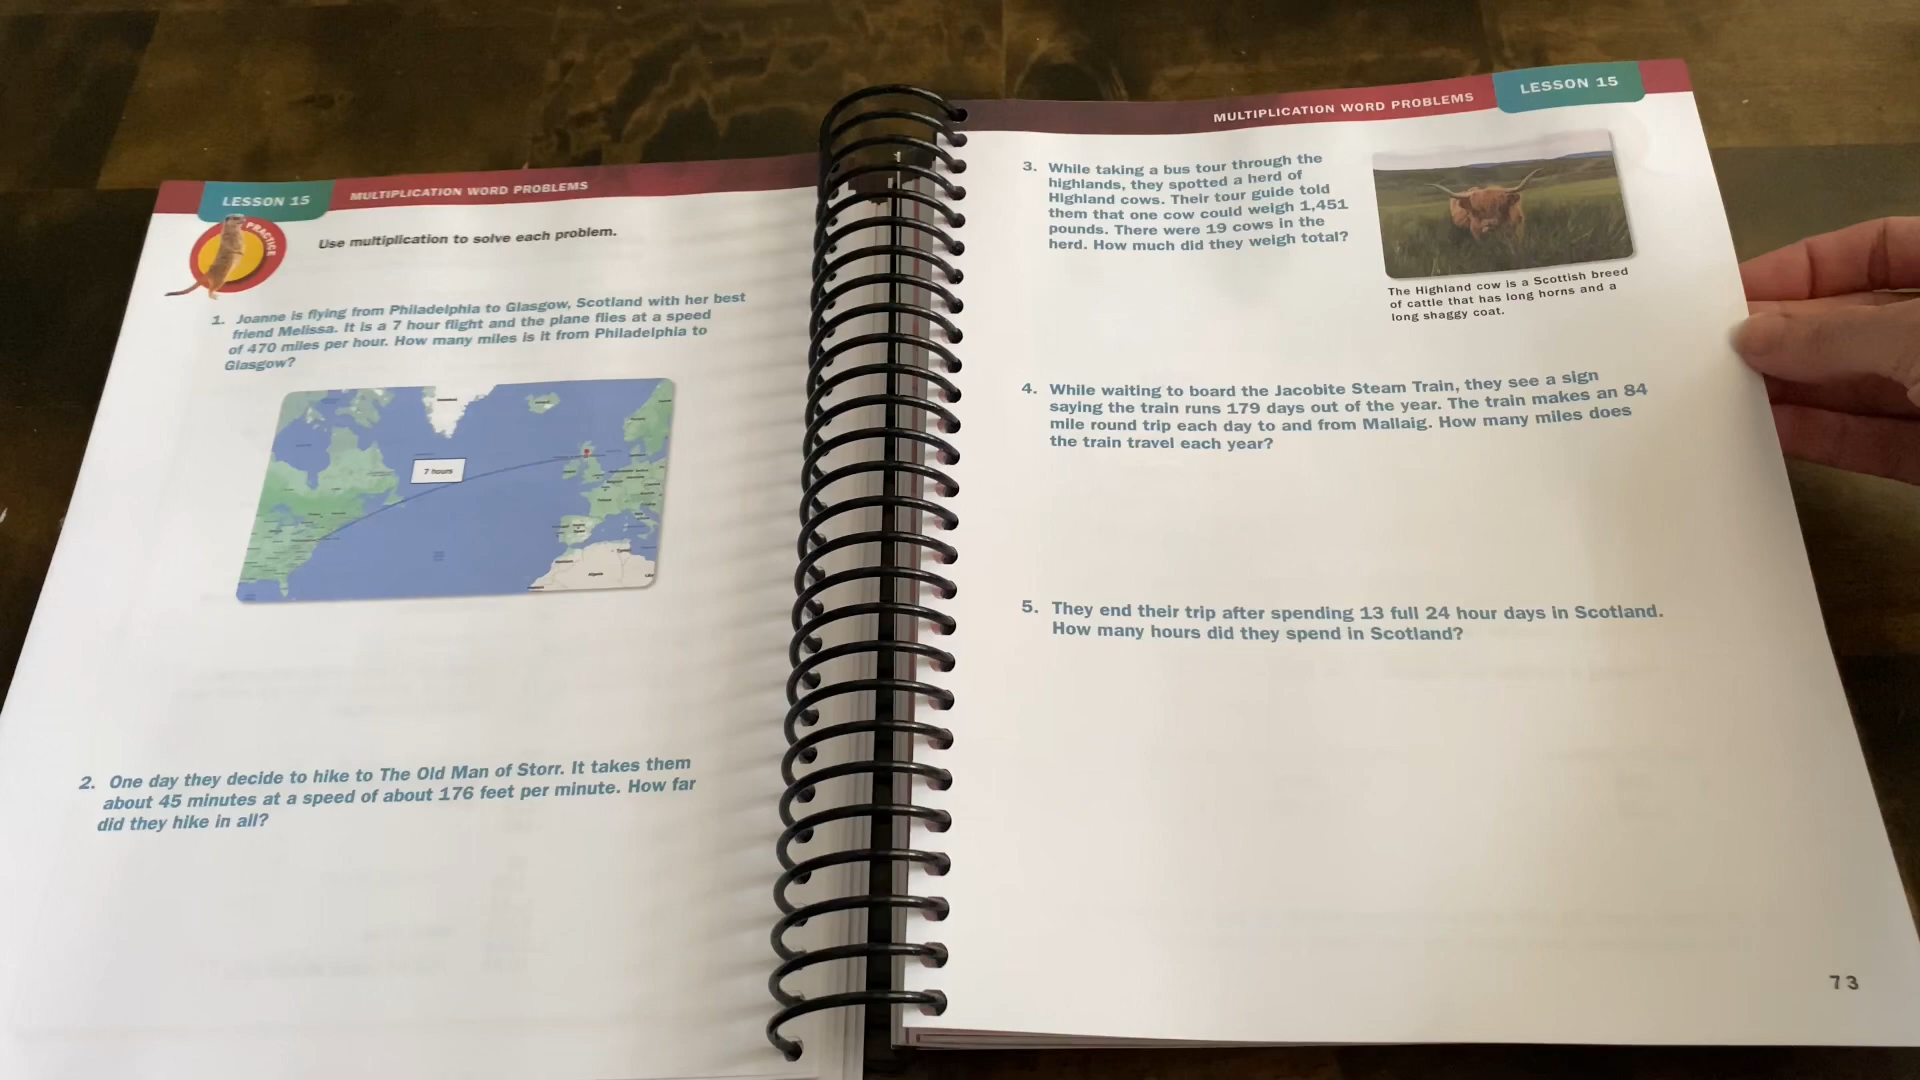 LESSON 15
MULTIPLICATION WORD PROBLEMS
PRACTICE
Use multiplication to solve each problem.
1. Joanne is flying from Philadelphia to Glasgow, Scotland with her best
friend Melissa. It is a 7 hour flight and the plane flies at a speed
of 470 miles per hour. How many miles is it from Philadelphia to
Glasgow?
7 hours
2. One day they decide to hike to The Old Man of Storr. It takes them
about 45 minutes at a speed of about 176 feet per minute. How far
did they hike in all?
MULTIPLICATION WORD PROBLEMS
LESSON 15
3. While taking a bus tour through the
highlands, they spotted a herd of
Highland cows. Their tour guide told
them that one cow could weigh 1,451
pounds. There were 19 cows in the
herd. How much did they weigh total?
The Highland cow is a Scottish breed
of cattle that has long horns and a
long shaggy coat.
4. While waiting to board the Jacobite Steam Train, they see a sign
saying the train runs 179 days out of the year. The train makes an 84
mile round trip each day to and from Mallaig. How many miles does
the train travel each year?
5. They end their trip after spending 13 full 24 hour days in Scotland.
How many hours did they spend in Scotland?
73